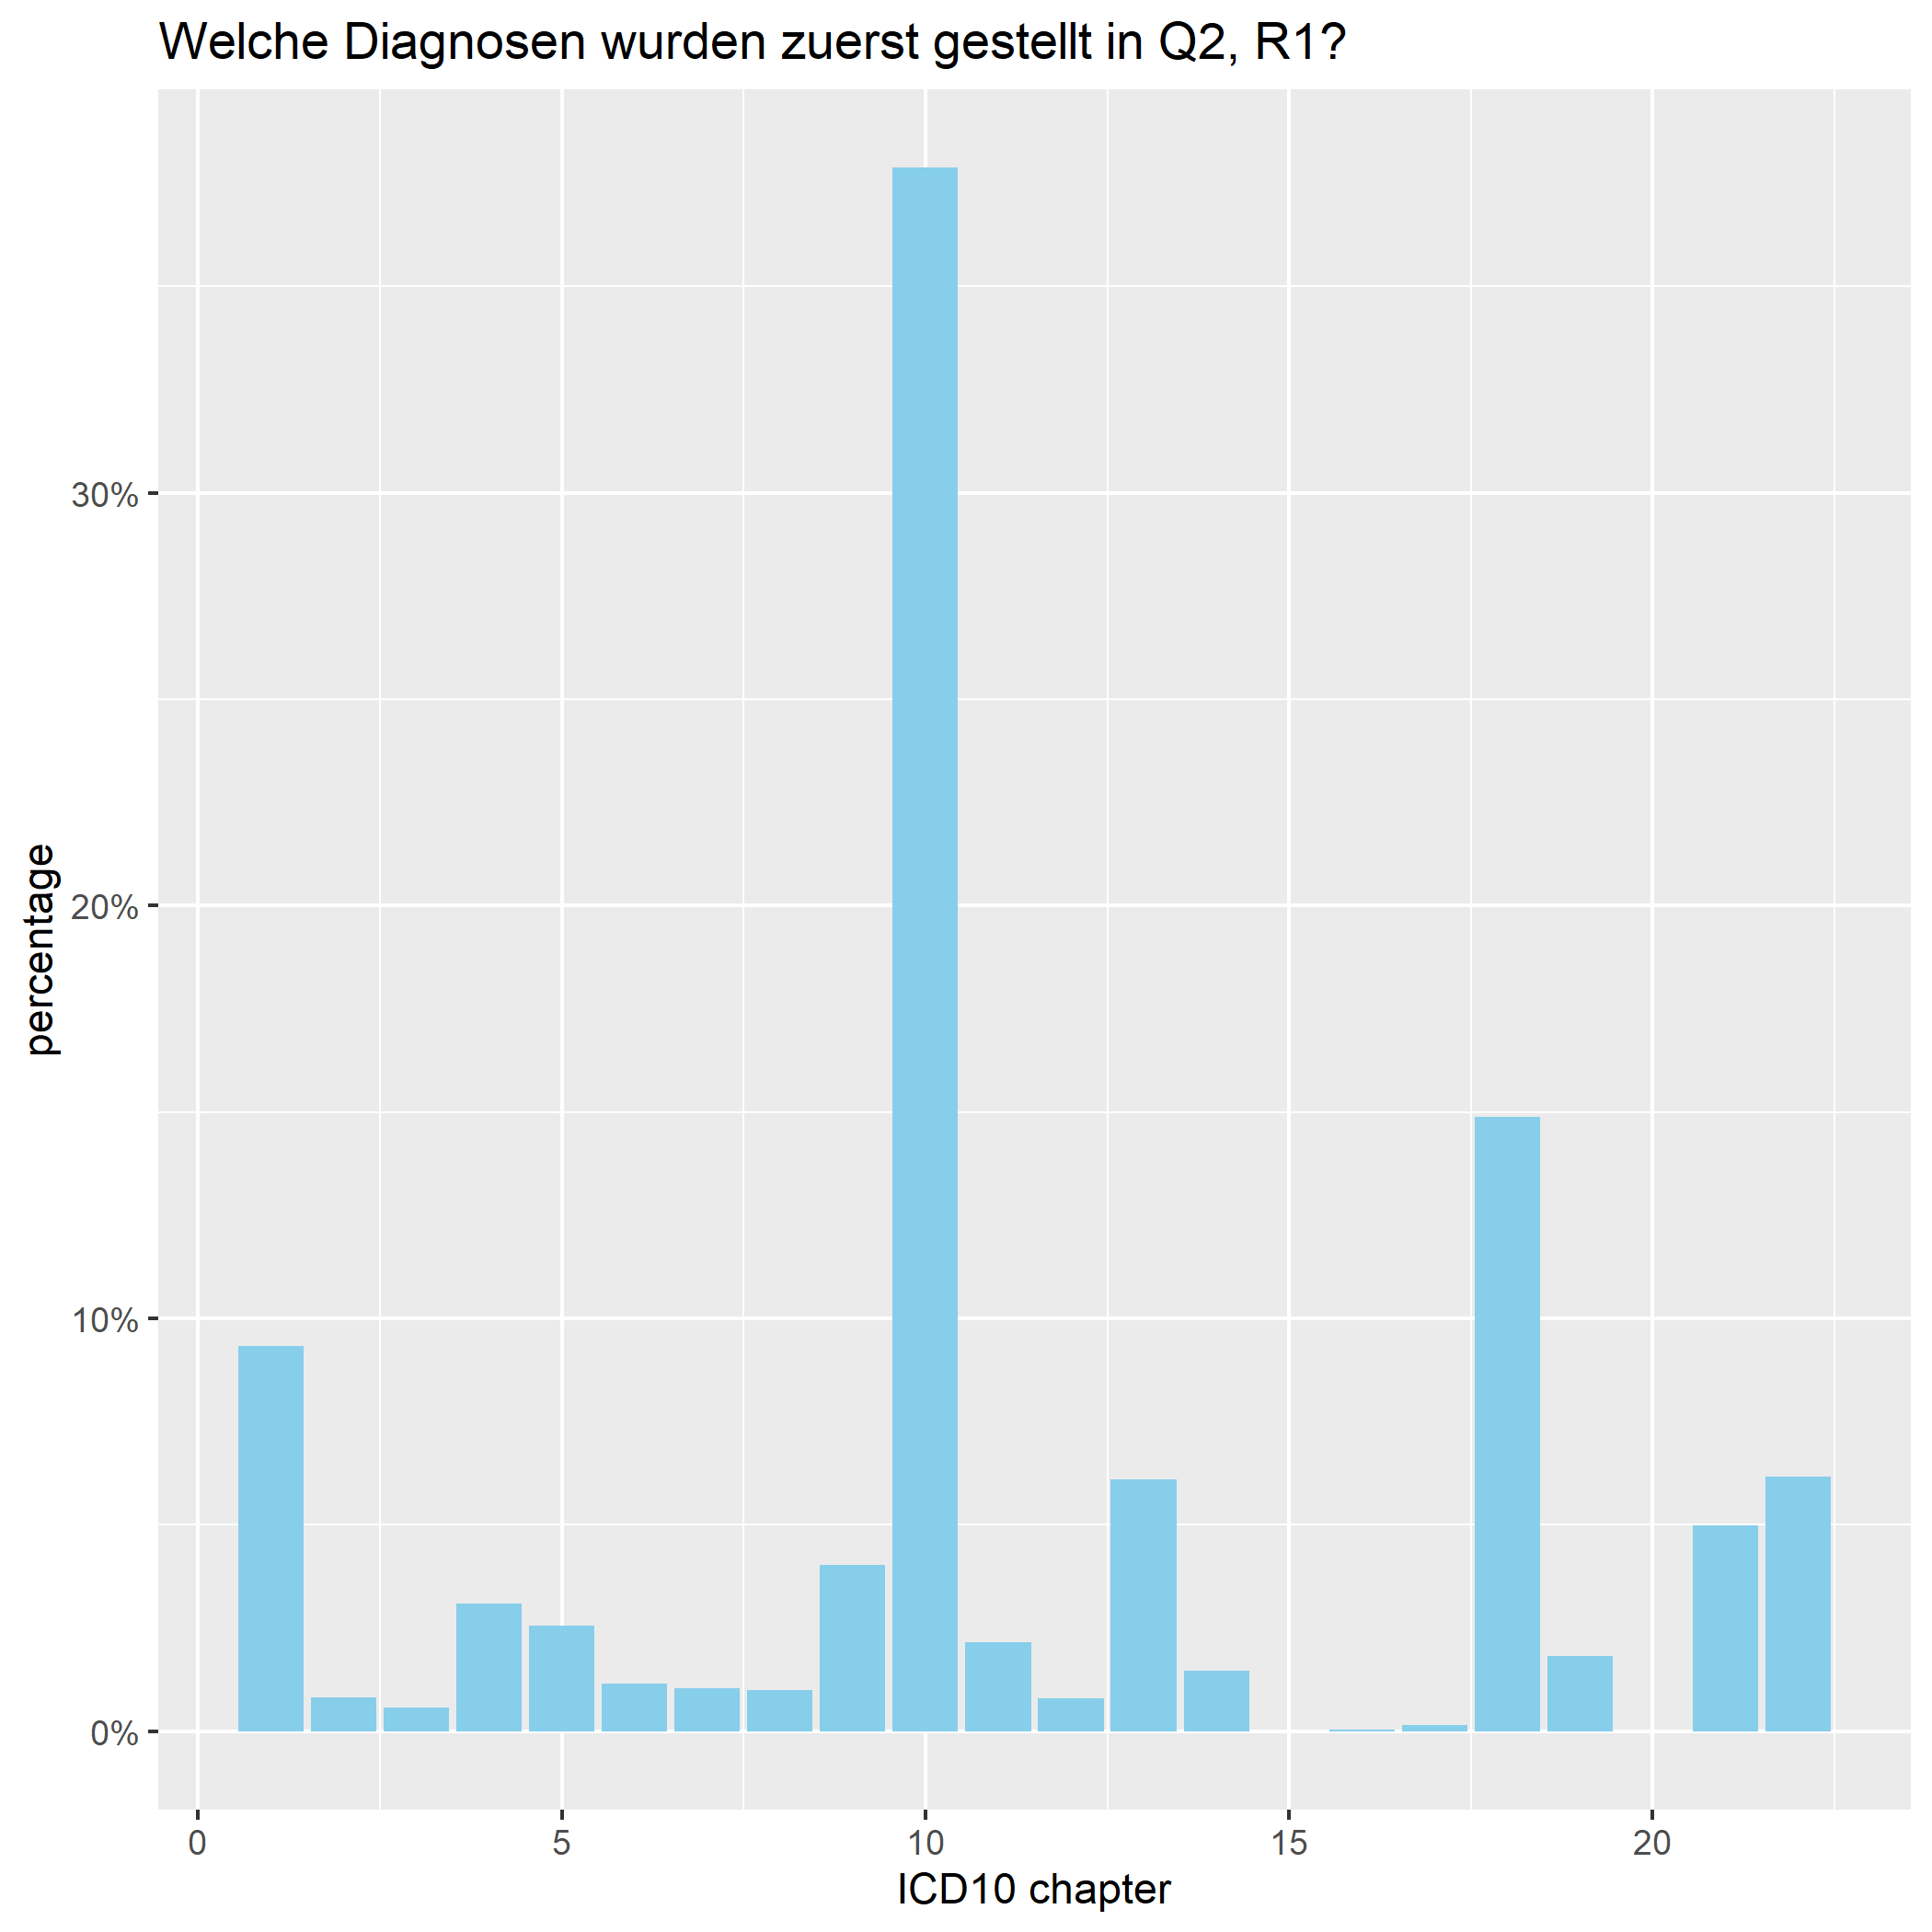 Welche Diagnosen wurden zuerst gestellt in Q2, R1?
percentage
30%
20%
10%
0%
0 5 10 15 20
ICD10 chapter